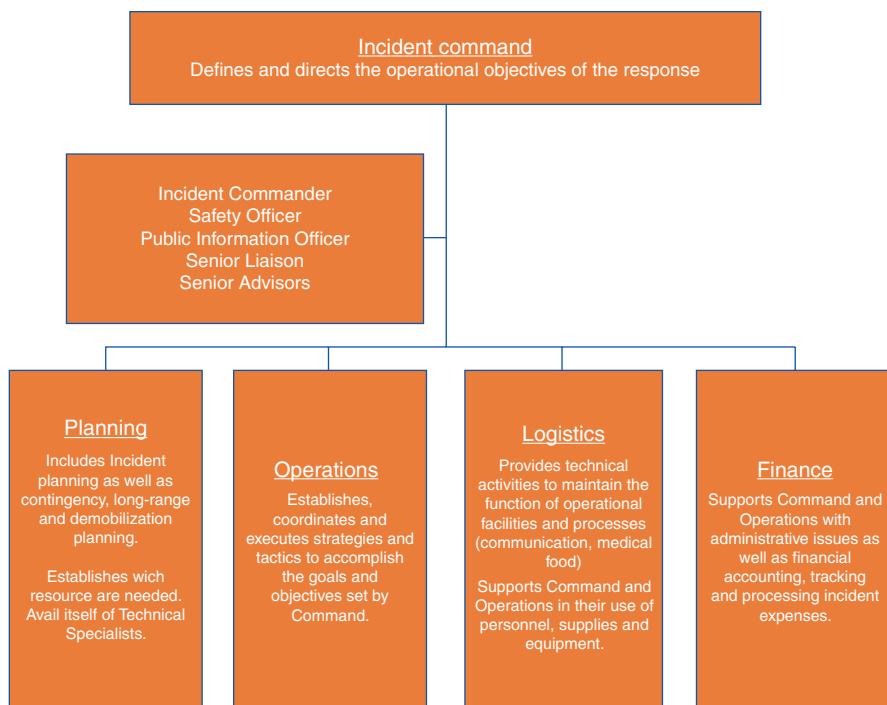 Incident command
Defines and directs the operational objectives of the response
Incident Commander
Safety Officer
Public Information Officer
Senior Liaison
Senior Advisors
Planning
Includes Incident
planning as well as
contingency, long-range
and demobilization
planning.
Establishes wich
resource are needed.
Avail itself of Technical
Specialists.
Operations
Establishes,
coordinates and
executes strategies and
tactics to accomplish
the goals and
objectives set by
Command.
Logistics
Provides technical
activities to maintain the
function of operational
facilities and processes
(communication, medical
food)
Supports Command and
Operations in their use of
personnel, supplies and
equipment.
Finance
Supports Command and
Operations with
administrative issues as
well as financial
accounting, tracking
and processing incident
expenses.